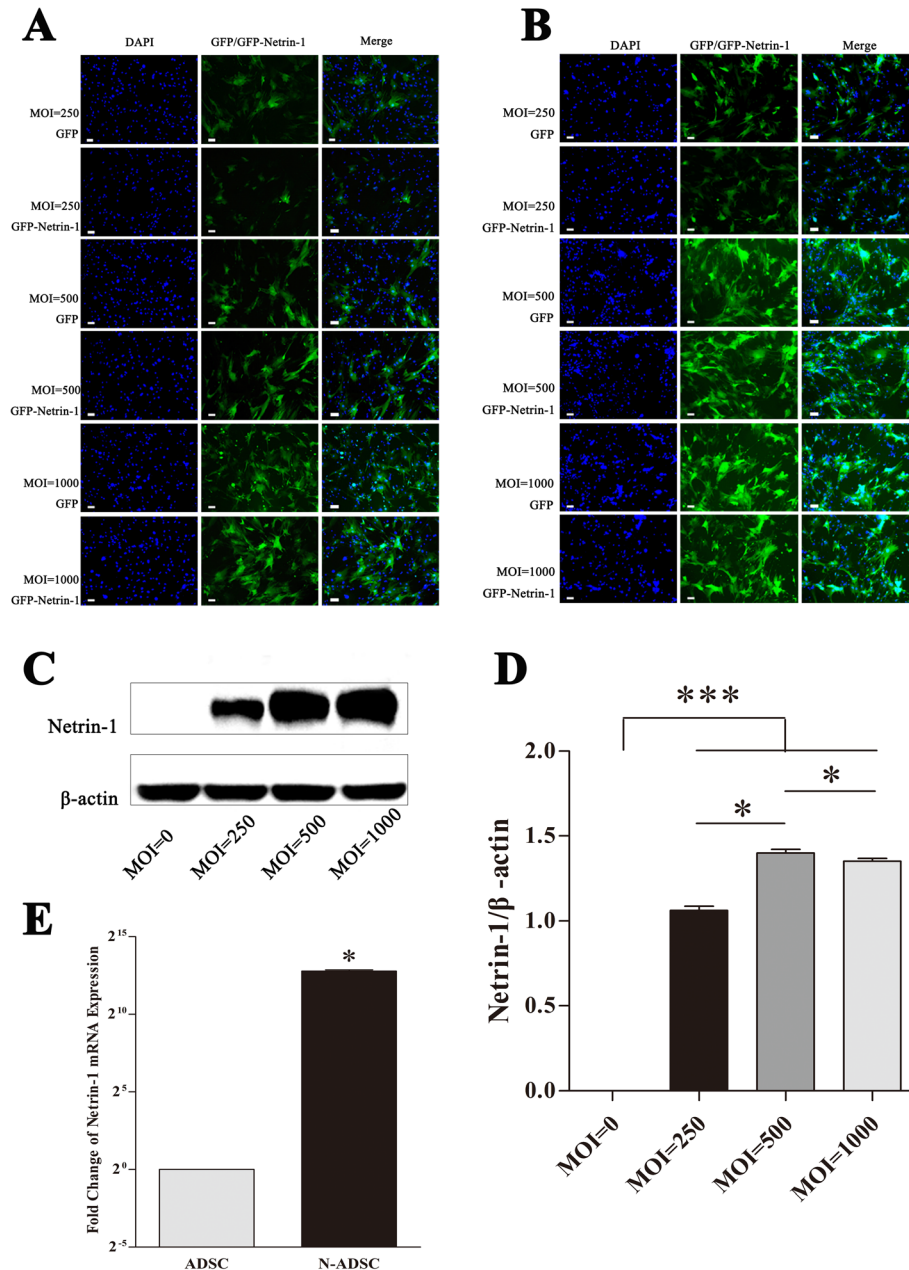 A
DAPI GFP/GFP-Netrin-1 Merge
MOI=250
GFP
MOI=250
GFP-Netrin-1
MOI=500
GFP
MOI=500
GFP-Netrin-1
MOI=1000
GFP
MOI=1000
GFP-Netrin-1
B
DAPI GFP/GFP-Netrin-1 Merge
MOI=250
GFP
MOI=250
GFP-Netrin-1
MOI=500
GFP
MOI=500
GFP-Netrin-1
MOI=1000
GFP
MOI=1000
GFP-Netrin-1
C
Netrin-1
β-actin
MOI=0 MOI=250 MOI=500 MOI=1000
D
***
*
*
Netrin-1/β -actin
2.0
1.5
1.0
0.5
0.0
MOI=0 MOI=250 MOI=500 MOI=1000
E
Fold Change of Netrin-1 mRNA Expression
2^15
2^10
2^5
2^0
2^-5
*
ADSC N-ADSC